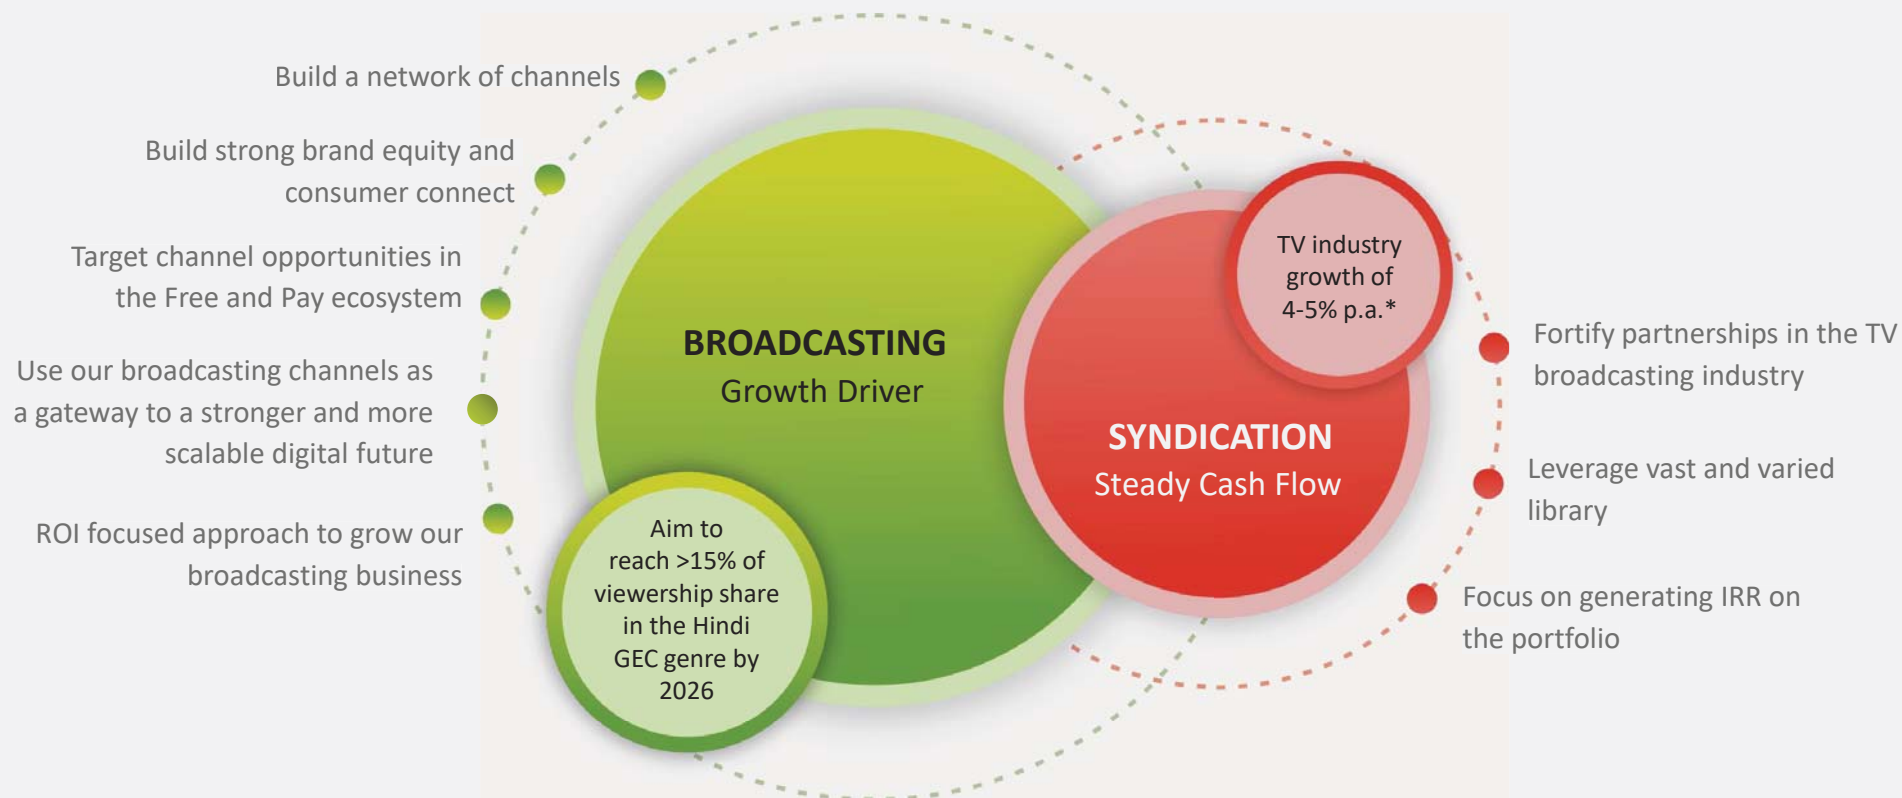 Build a network of channels
Build strong brand equity and
consumer connect
Target channel opportunities in
the Free and Pay ecosystem
Use our broadcasting channels as
a gateway to a stronger and more
scalable digital future
ROI focused approach to grow our
broadcasting business
BROADCASTING
Growth Driver
Aim to
reach >15% of
viewership share
in the Hindi
GEC genre by
2026
TV industry
growth of
4-5% p.a.*
SYNDICATION
Steady Cash Flow
Fortify partnerships in the TV
broadcasting industry
Leverage vast and varied
library
Focus on generating IRR on
the portfolio